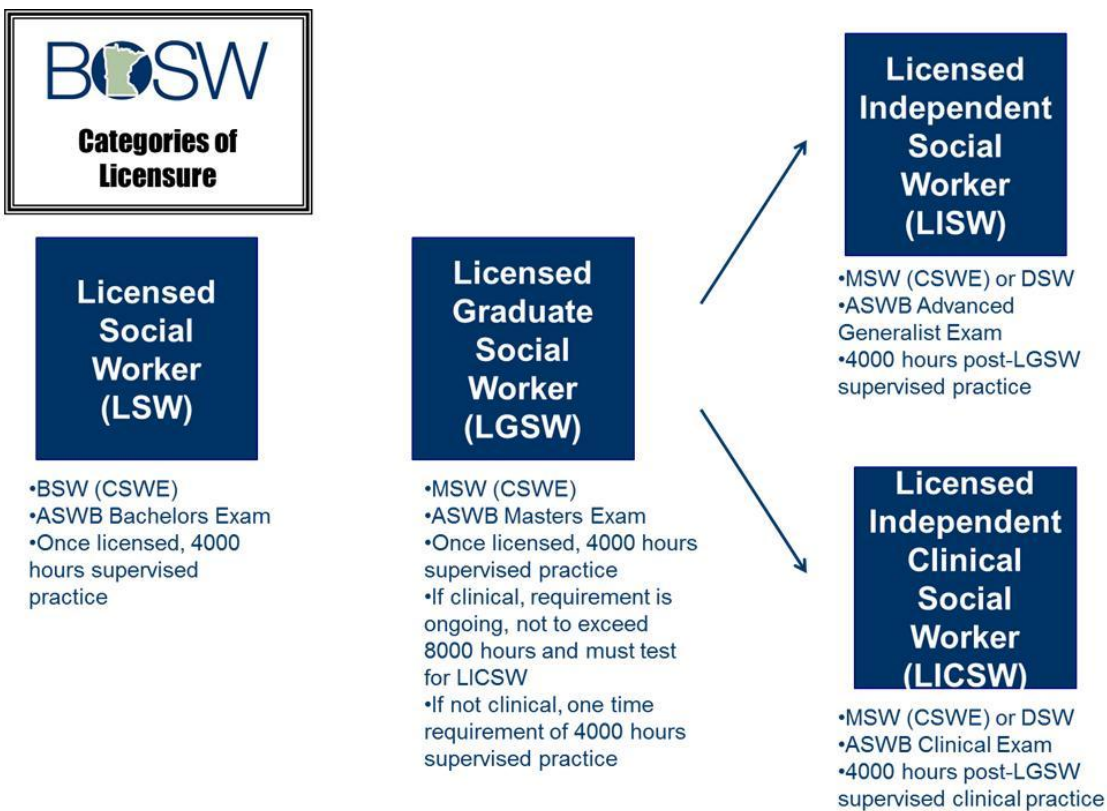 BOSW
Categories of
Licensure
Licensed
Social
Worker
(LSW)
•BSW (CSWE)
•ASWB Bachelors Exam
•Once licensed, 4000
hours supervised
practice
Licensed
Graduate
Social
Worker
(LGSW)
•MSW (CSWE)
•ASWB Masters Exam
•Once licensed, 4000 hours
supervised practice
•If clinical, requirement is
ongoing, not to exceed
8000 hours and must test
for LICSW
•If not clinical, one time
requirement of 4000 hours
supervised practice
Licensed
Independent
Social
Worker
(LISW)
•MSW (CSWE) or DSW
•ASWB Advanced
Generalist Exam
•4000 hours post-LGSW
supervised practice
Licensed
Independent
Clinical
Social
Worker
(LICSW)
•MSW (CSWE) or DSW
•ASWB Clinical Exam
•4000 hours post-LGSW
supervised clinical practice